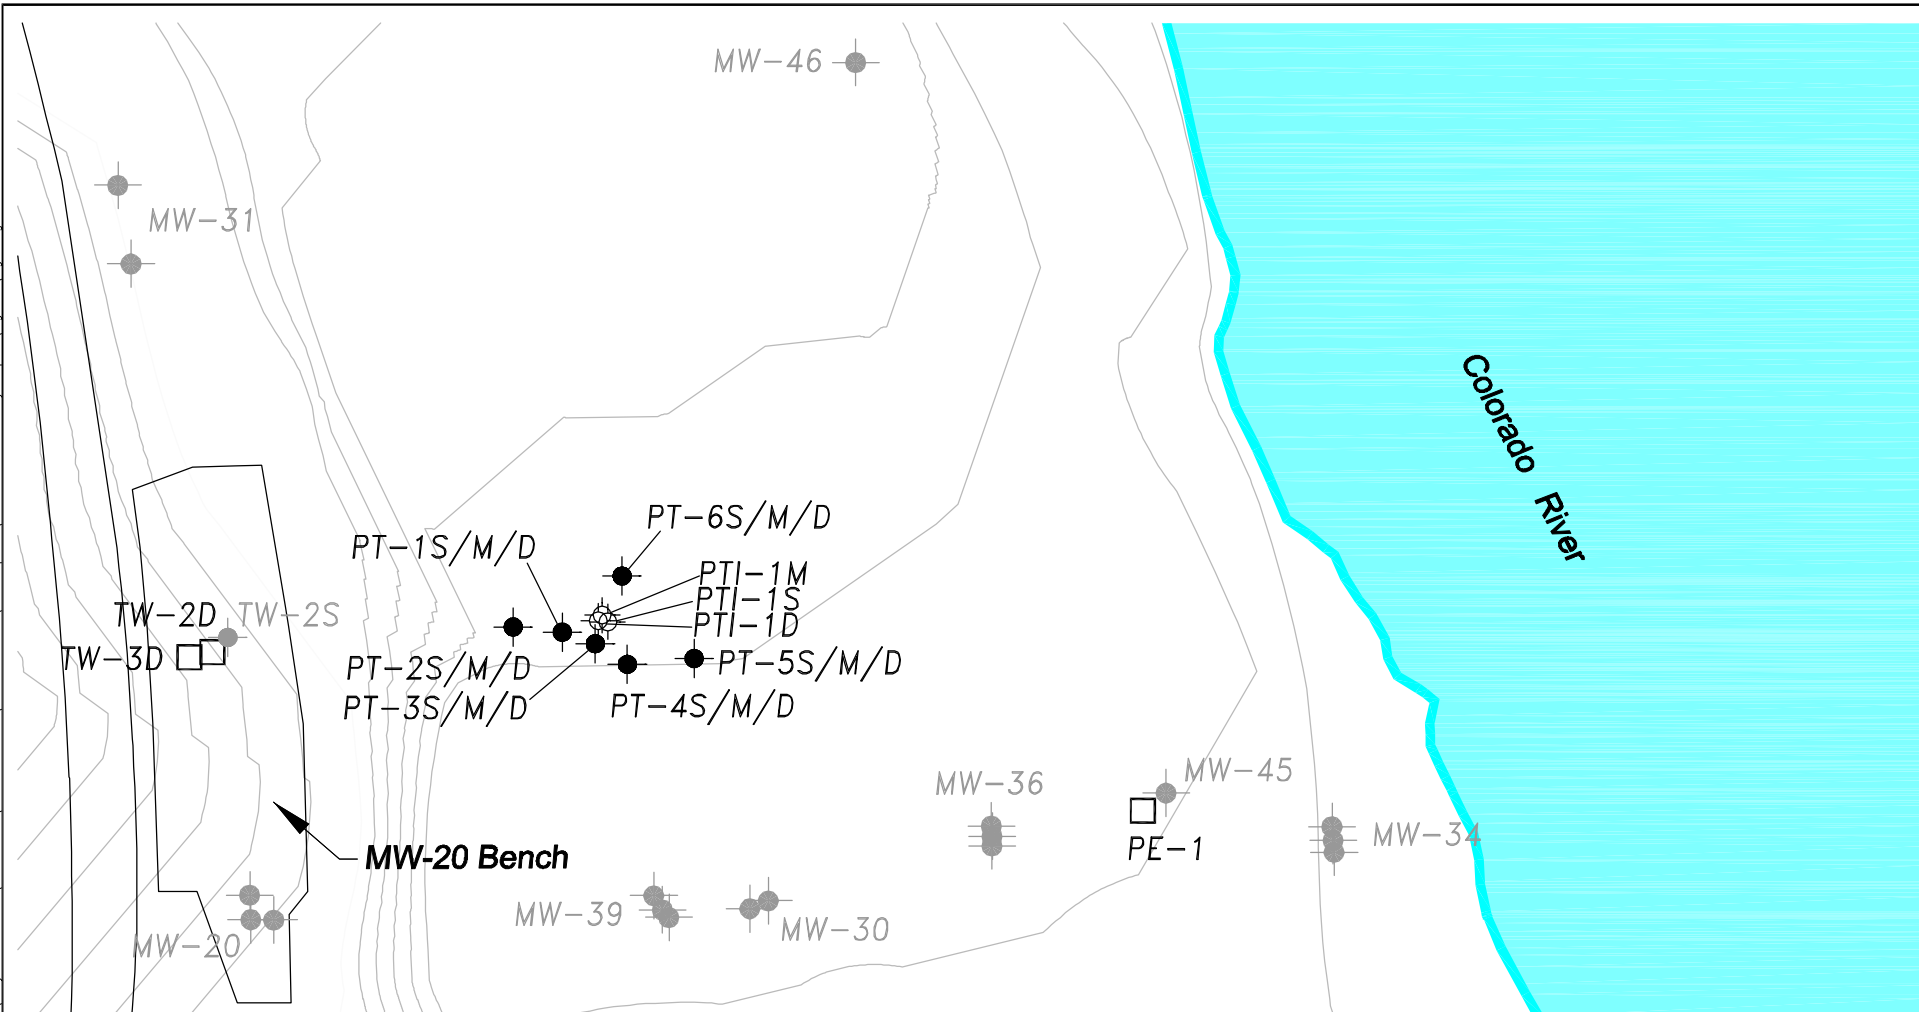 MW-46
MW-31
Colorado River
PT-6S/M/D
PT-1S/M/D
PTI-1M
PTI-1S
PTI-1D
TW-2D
TW-2S
TW-3D
PT-2S/M/D
PT-5S/M/D
PT-3S/M/D
PT-4S/M/D
MW-36
MW-45
PE-1
MW-34
MW-20 Bench
MW-39
MW-30
MW-20